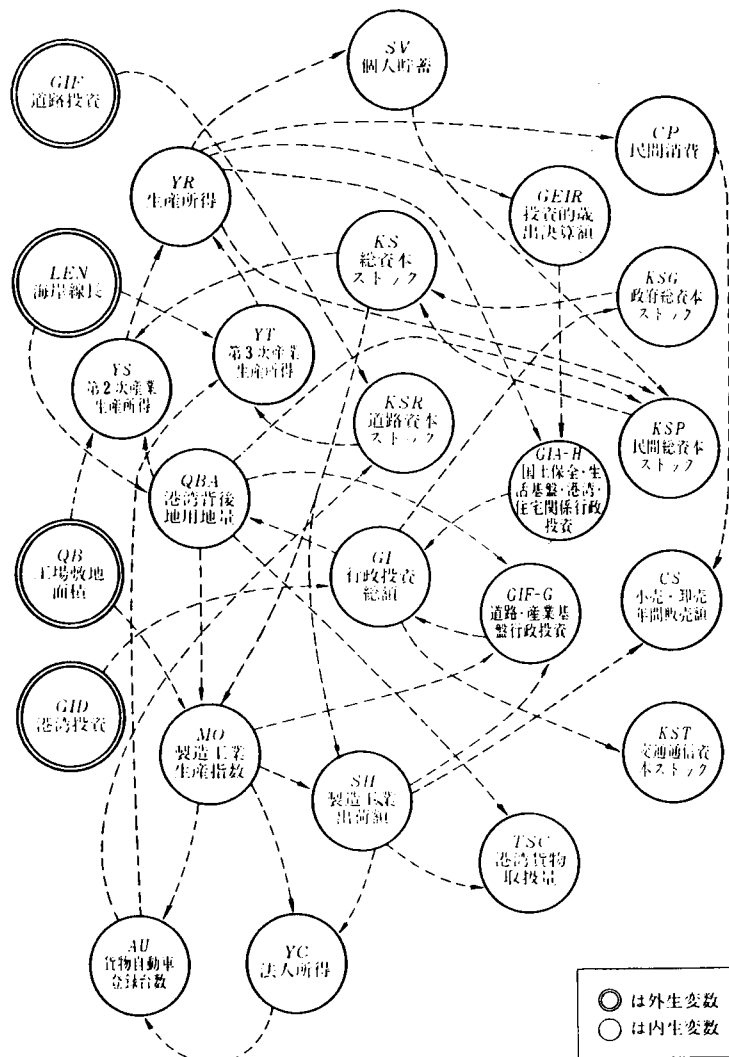 SV
個人貯蓄
GIF
道路投資
CP
民間消費
YR
生産所得
GEIR
投資的歳
出決算額
KS
総資本
ストック
LEN
海岸線長
KSG
政府総資本
ストック
YT
第3次産業
生産所得
YS
第2次産業
生産所得
KSR
道路資本
ストック
KSP
民間総資本
ストック
GIA-H
国土保全・生
活基盤・港湾・
住宅関係行政
投資
QBA
港湾背後
地用地量
QB
工場敷地
面積
GI
行政投資
総額
GIF-G
道路・産業基
盤行政投資
CS
小売・卸売
年間販売額
GID
港湾投資
MO
製造工業
生産指数
KST
交通通信資
本ストック
SH
製造工業
出荷額
TSC
港湾貨物
取扱量
AU
貨物自動車
登録台数
YC
法人所得
◎は外生変数
○は内生変数